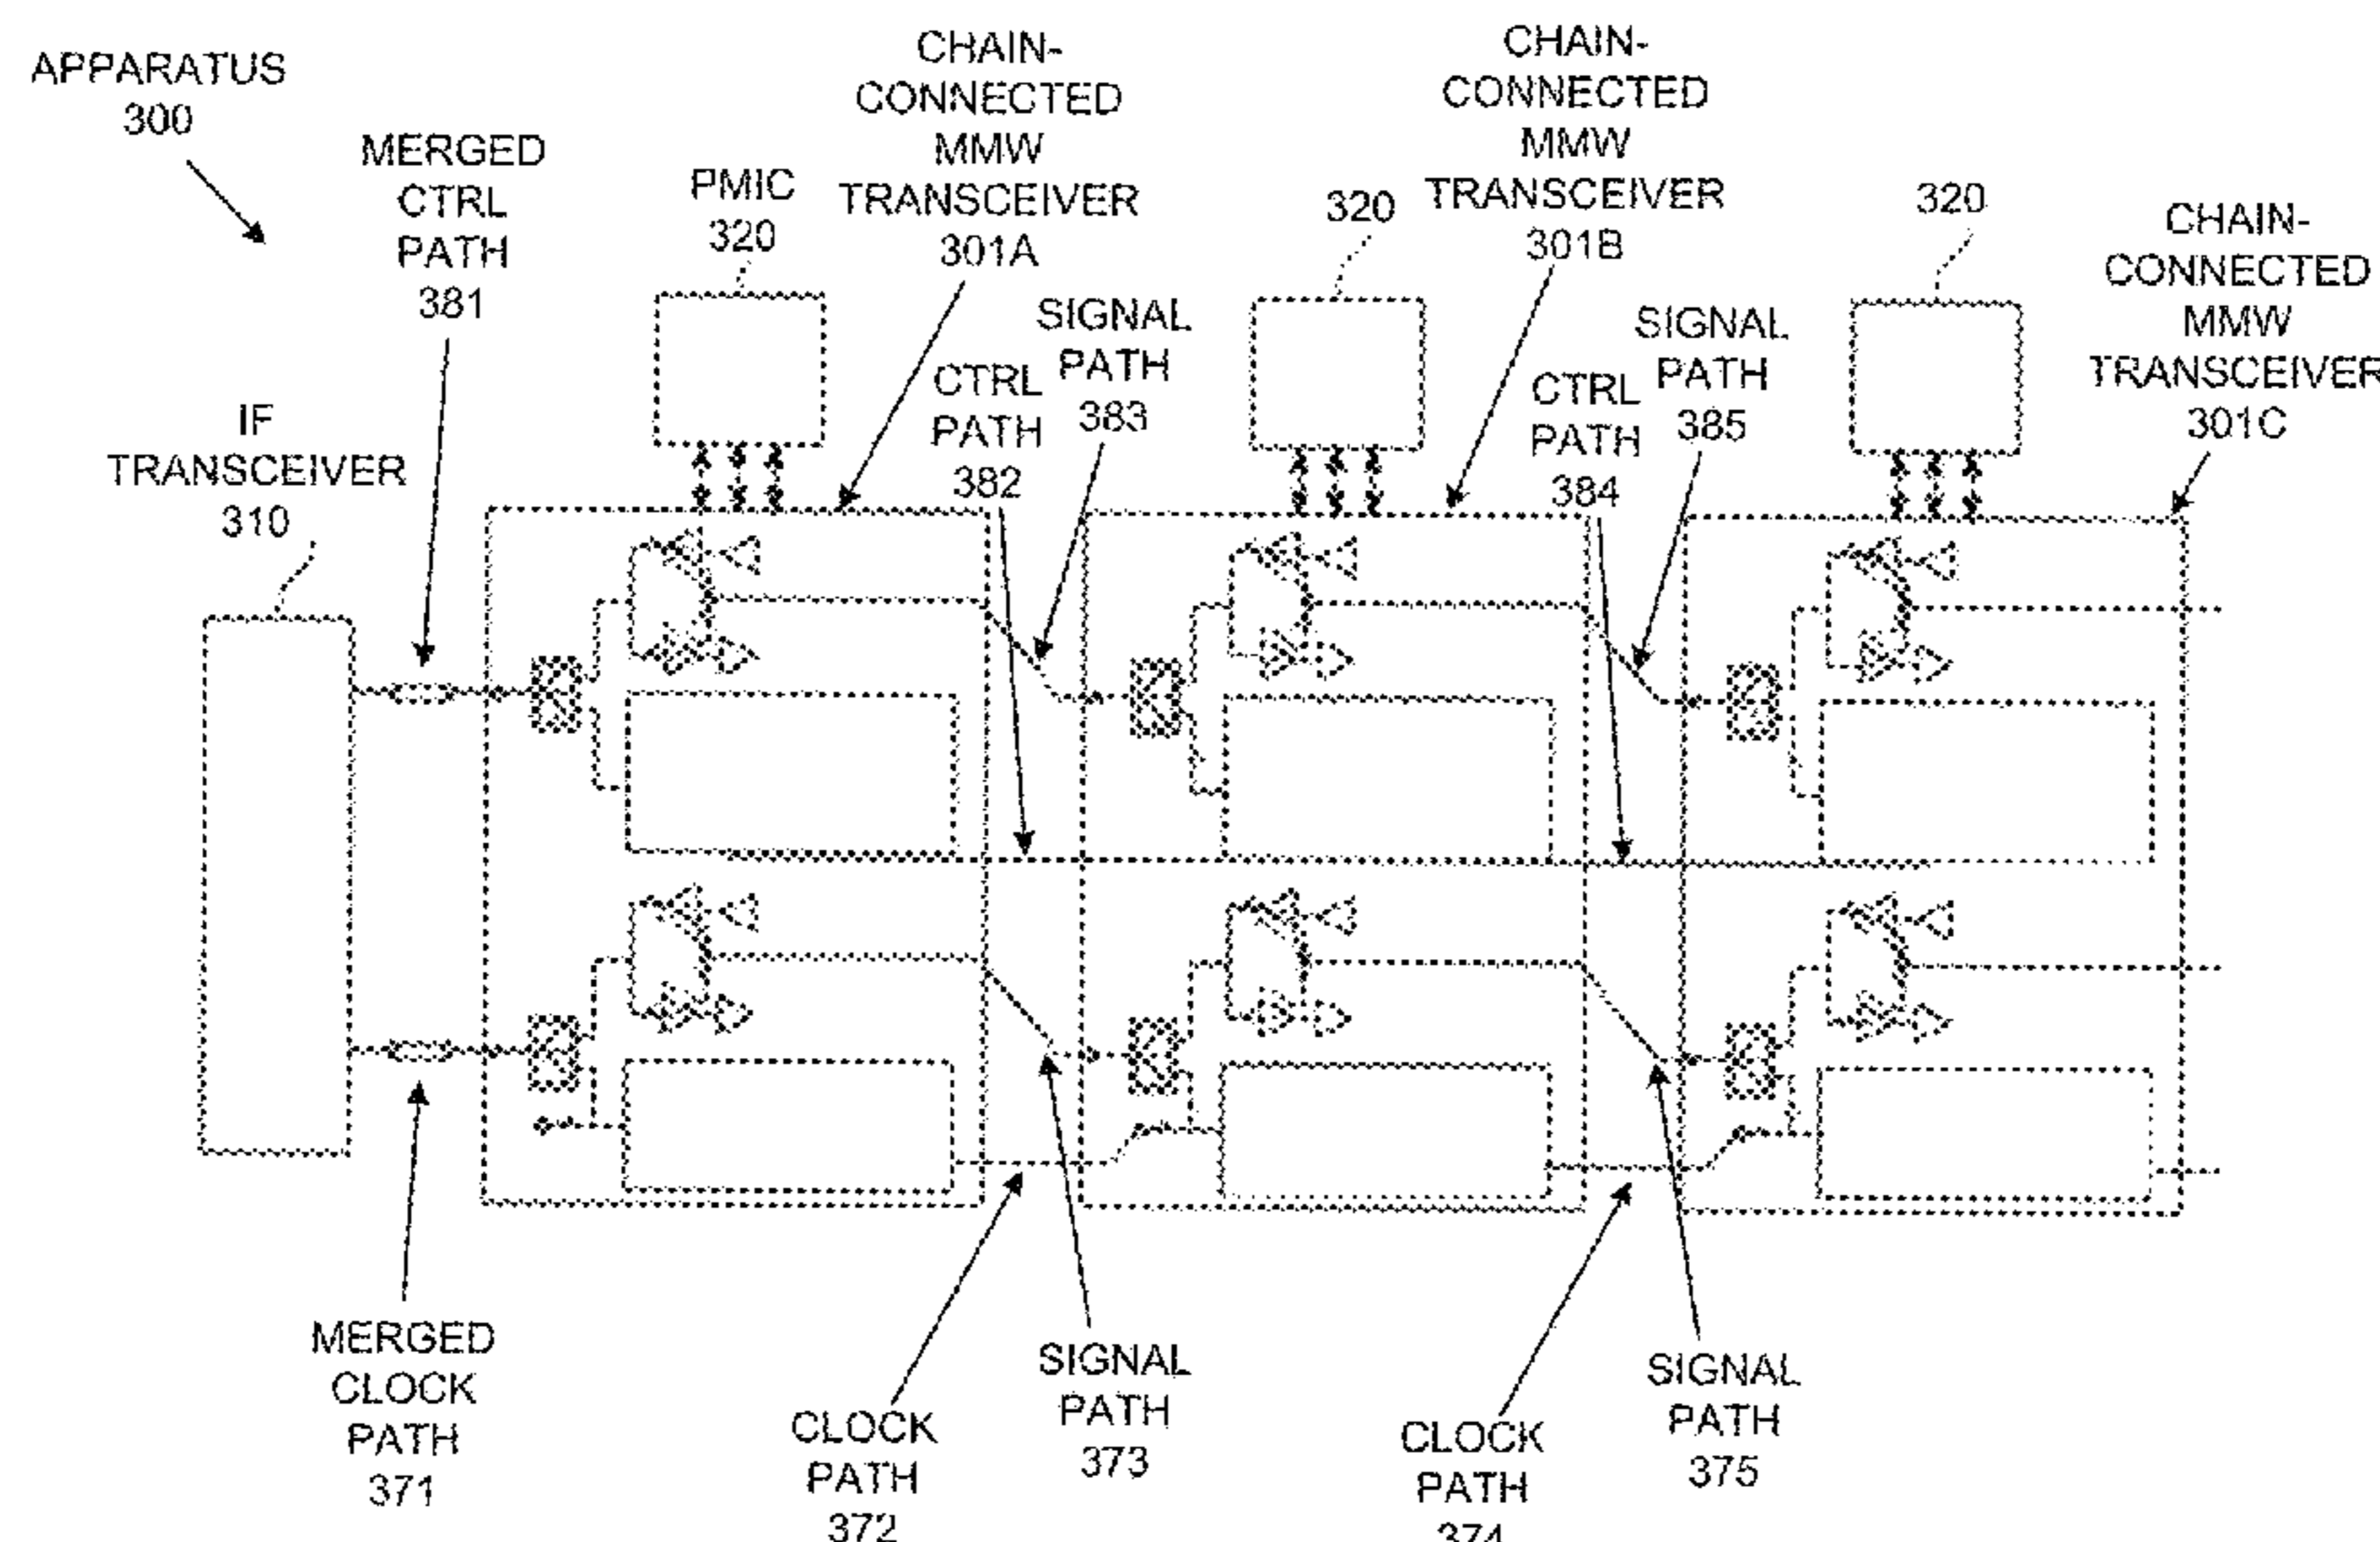 APPARATUS
300
MERGED
CTRL
PATH
381
PMIC
320
CHAIN-
CONNECTED
MMW
TRANSCEIVER
301A
320
CHAIN-
CONNECTED
MMW
TRANSCEIVER
301B
320
CHAIN-
CONNECTED
MMW
TRANSCEIVER
301C
IF
TRANSCEIVER
310
CTRL
PATH
382
SIGNAL
PATH
383
CTRL
PATH
384
SIGNAL
PATH
385
MERGED
CLOCK
PATH
371
CLOCK
PATH
372
SIGNAL
PATH
373
CLOCK
PATH
374
SIGNAL
PATH
375